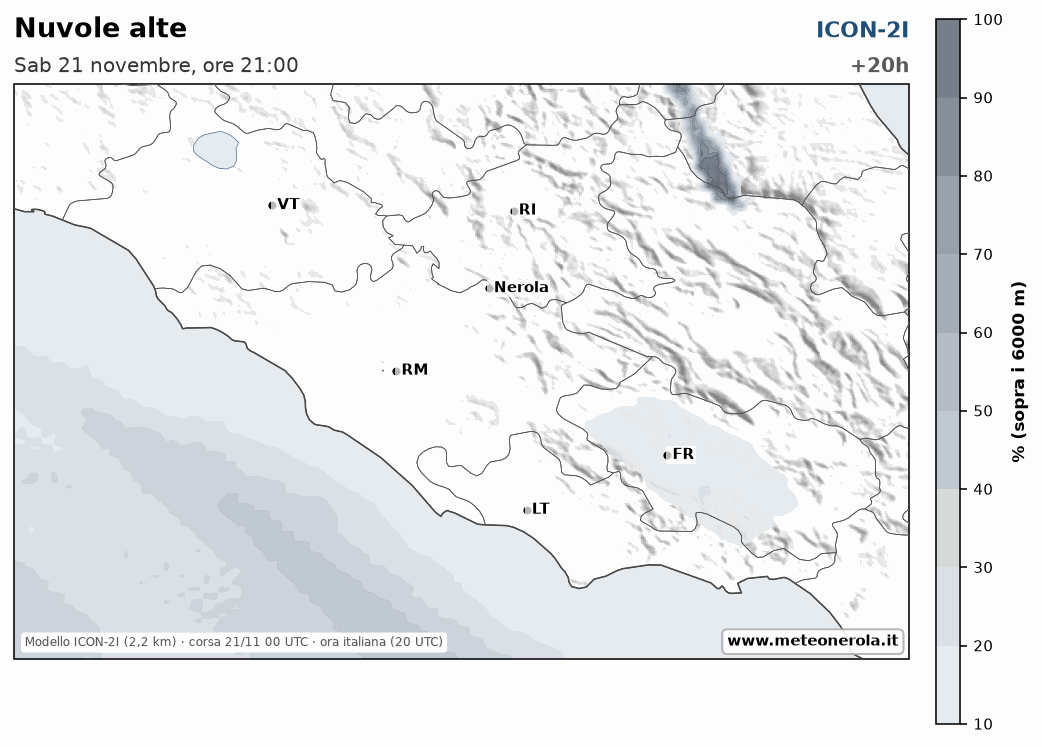 Nuvole alte
ICON-2I
Sab 21 novembre, ore 21:00
+20h
VT
RI
Nerola
RM
FR
LT
Modello ICON-2I (2,2 km) · corsa 21/11 00 UTC · ora italiana (20 UTC)
www.meteonerola.it
100
90
80
70
60
50
40
30
20
10
% (sopra i 6000 m)